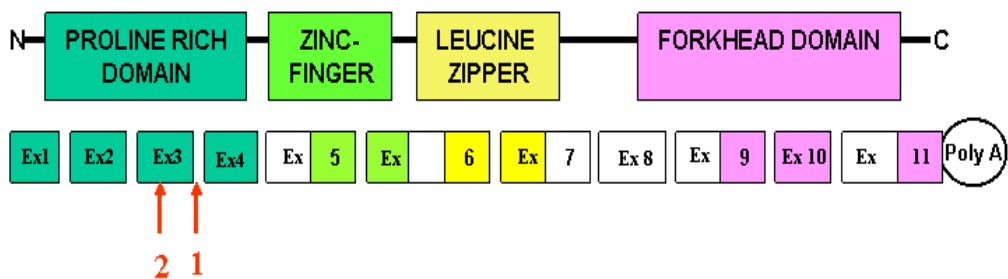 N PROLINE RICH DOMAIN ZINC-FINGER LEUCINE ZIPPER FORKHEAD DOMAIN C
Ex1 Ex2 Ex3 Ex4 Ex 5 Ex 6 Ex 7 Ex 8 Ex 9 Ex 10 Ex 11 Poly A
2 1